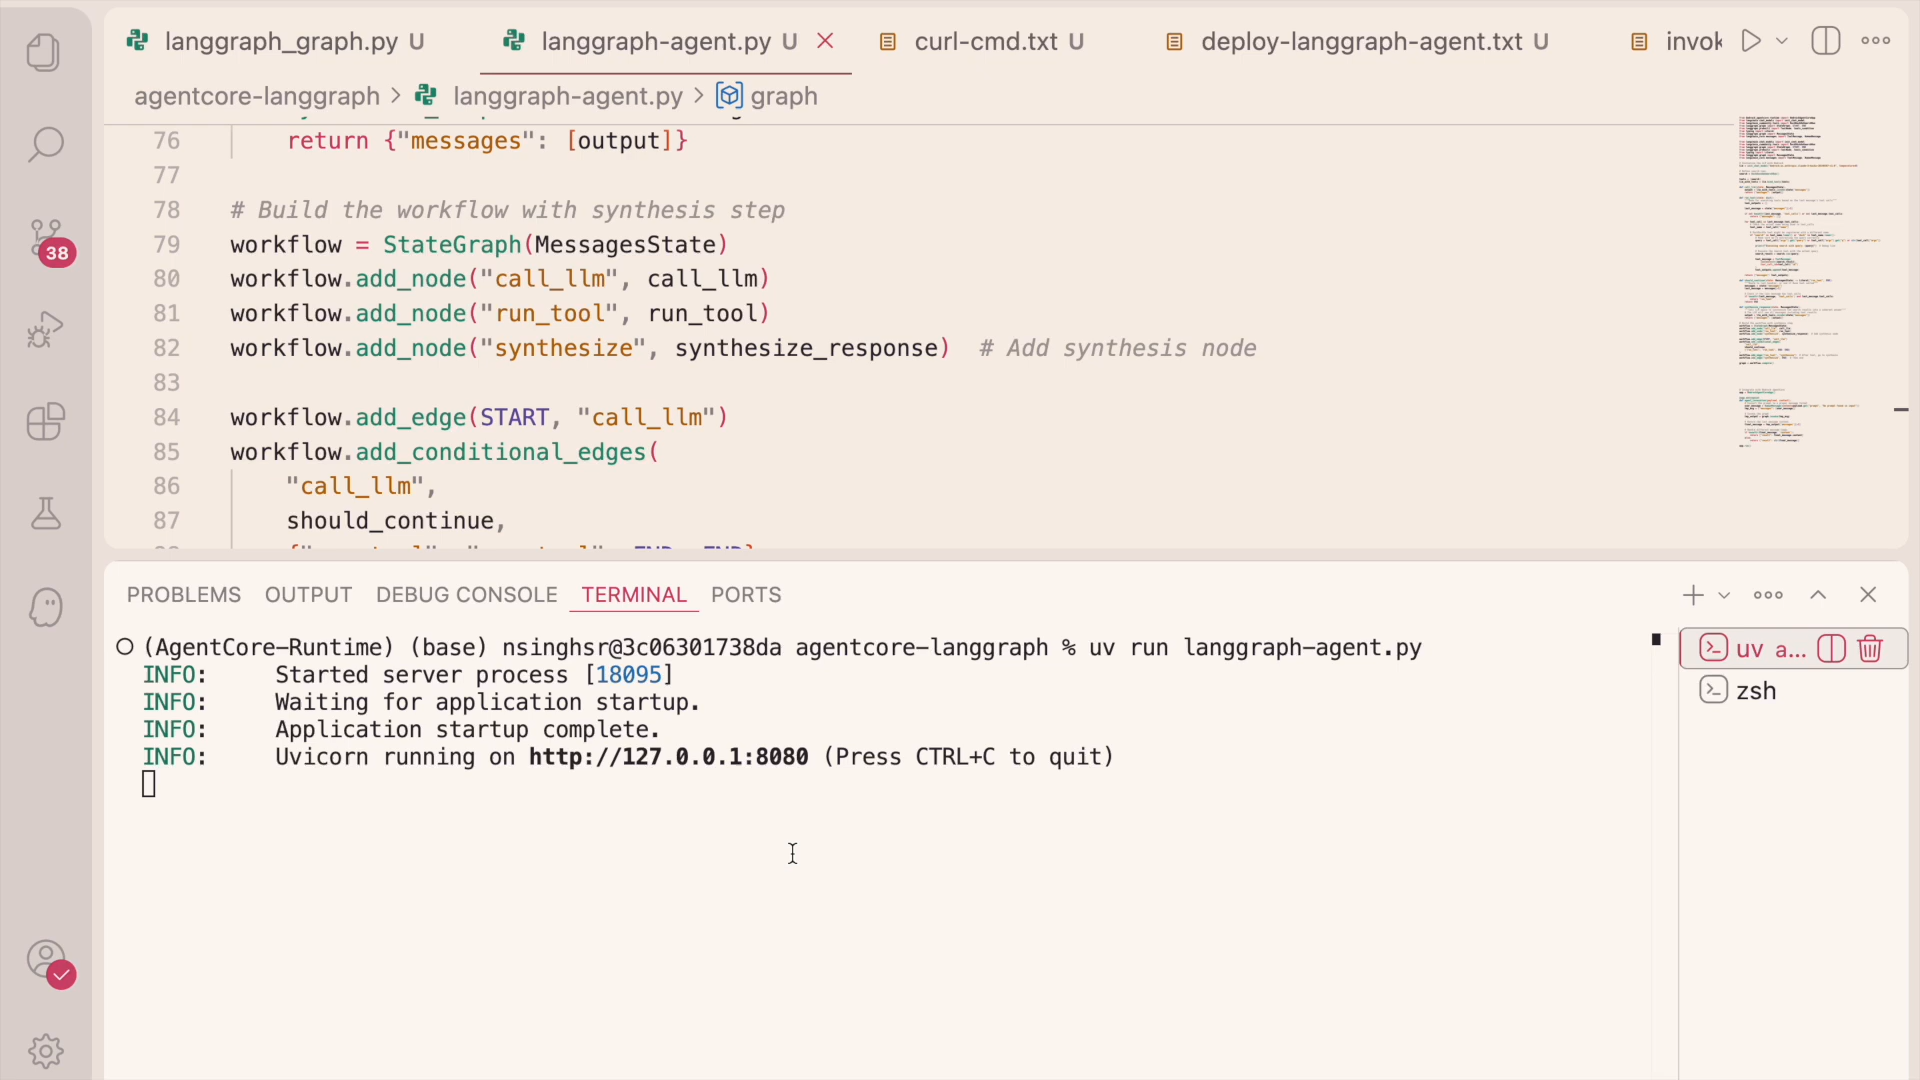 langgraph_graph.py U
langgraph-agent.py U
curl-cmd.txt U
deploy-langgraph-agent.txt U
invok
agentcore-langgraph > langgraph-agent.py > graph
76 return {"messages": [output]}
77
78 # Build the workflow with synthesis step
79 workflow = StateGraph(MessagesState)
80 workflow.add_node("call_llm", call_llm)
81 workflow.add_node("run_tool", run_tool)
82 workflow.add_node("synthesize", synthesize_response) # Add synthesis node
83
84 workflow.add_edge(START, "call_llm")
85 workflow.add_conditional_edges(
86 "call_llm",
87 should_continue,
38
PROBLEMS OUTPUT DEBUG CONSOLE TERMINAL PORTS
(AgentCore-Runtime) (base) nsinghsr@3c06301738da agentcore-langgraph % uv run langgraph-agent.py
INFO: Started server process [18095]
INFO: Waiting for application startup.
INFO: Application startup complete.
INFO: Uvicorn running on http://127.0.0.1:8080 (Press CTRL+C to quit)
uv a...
zsh